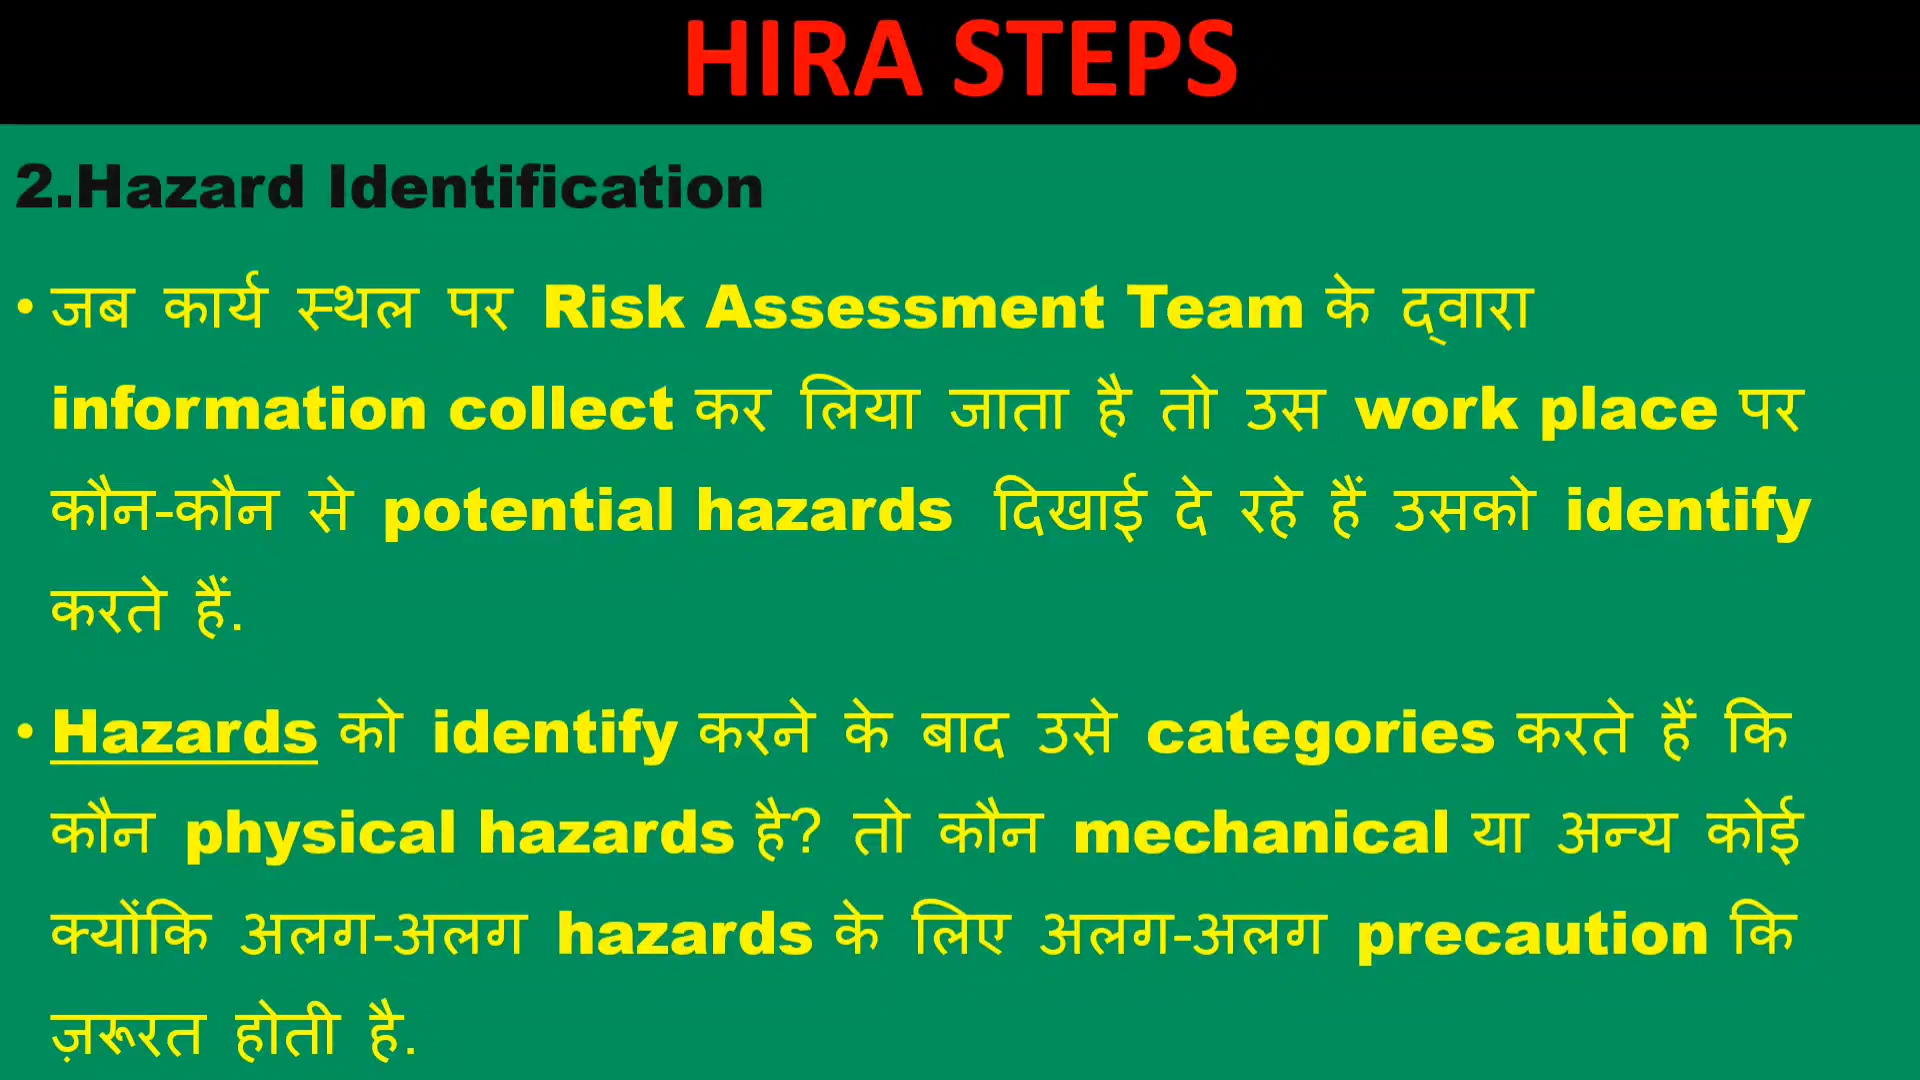 HIRA STEPS
2.Hazard Identification
• जब कार्य स्थल पर Risk Assessment Team के द्वारा
information collect कर लिया जाता है तो उस work place पर
कौन-कौन से potential hazards दिखाई दे रहे हैं उसको identify
करते हैं.
• Hazards को identify करने के बाद उसे categories करते हैं कि
कौन physical hazards है? तो कौन mechanical या अन्य कोई
क्योंकि अलग-अलग hazards के लिए अलग-अलग precaution कि
ज़रूरत होती है.